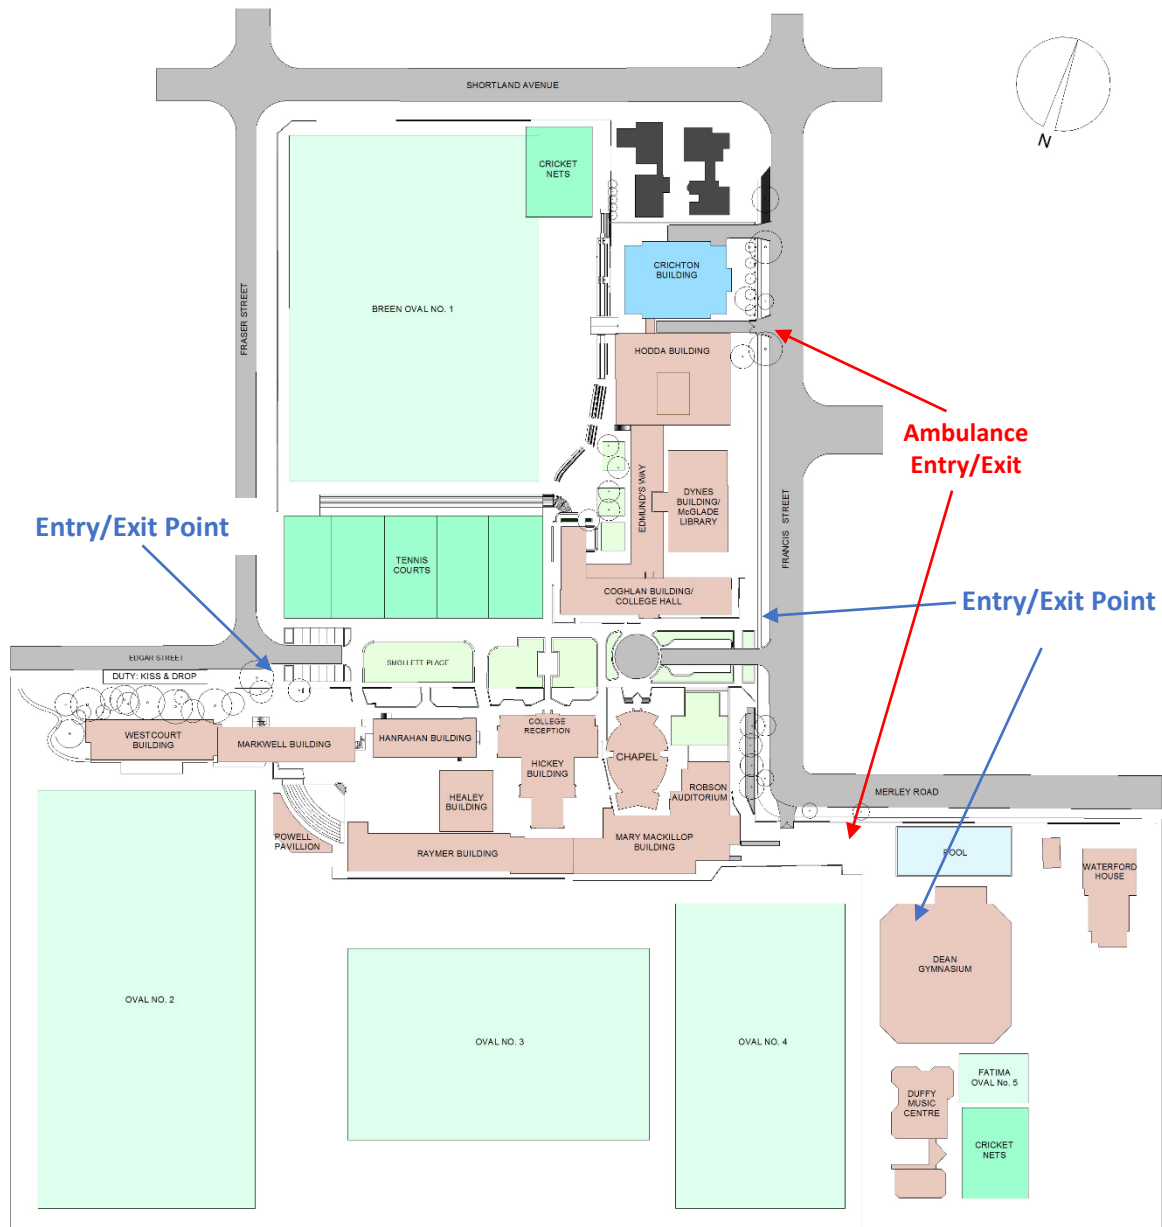 SHORTLAND AVENUE
N
CRICKET
NETS
CRICHTON
BUILDING
FRASER STREET
BREEN OVAL NO. 1
HODDA BUILDING
Ambulance
Entry/Exit
EDMUND'S WAY
DYNES
BUILDING/
McGLADE
LIBRARY
FRANCIS STREET
Entry/Exit Point
TENNIS
COURTS
COGHLAN BUILDING/
COLLEGE HALL
Entry/Exit Point
EDGAR STREET
SMOLLETT PLACE
DUTY: KISS & DROP
WESTCOURT
BUILDING
MARKWELL BUILDING
HANRAHAN BUILDING
COLLEGE
RECEPTION
HICKEY
BUILDING
CHAPEL
ROBSON
AUDITORIUM
MERLEY ROAD
HEALEY
BUILDING
POWELL
PAVILLION
RAYMER BUILDING
MARY MACKILLOP
BUILDING
POOL
WATERFORD
HOUSE
DEAN
GYMNASIUM
OVAL NO. 2
OVAL NO. 3
OVAL NO. 4
FATIMA
OVAL No. 5
DUFFY
MUSIC
CENTRE
CRICKET
NETS